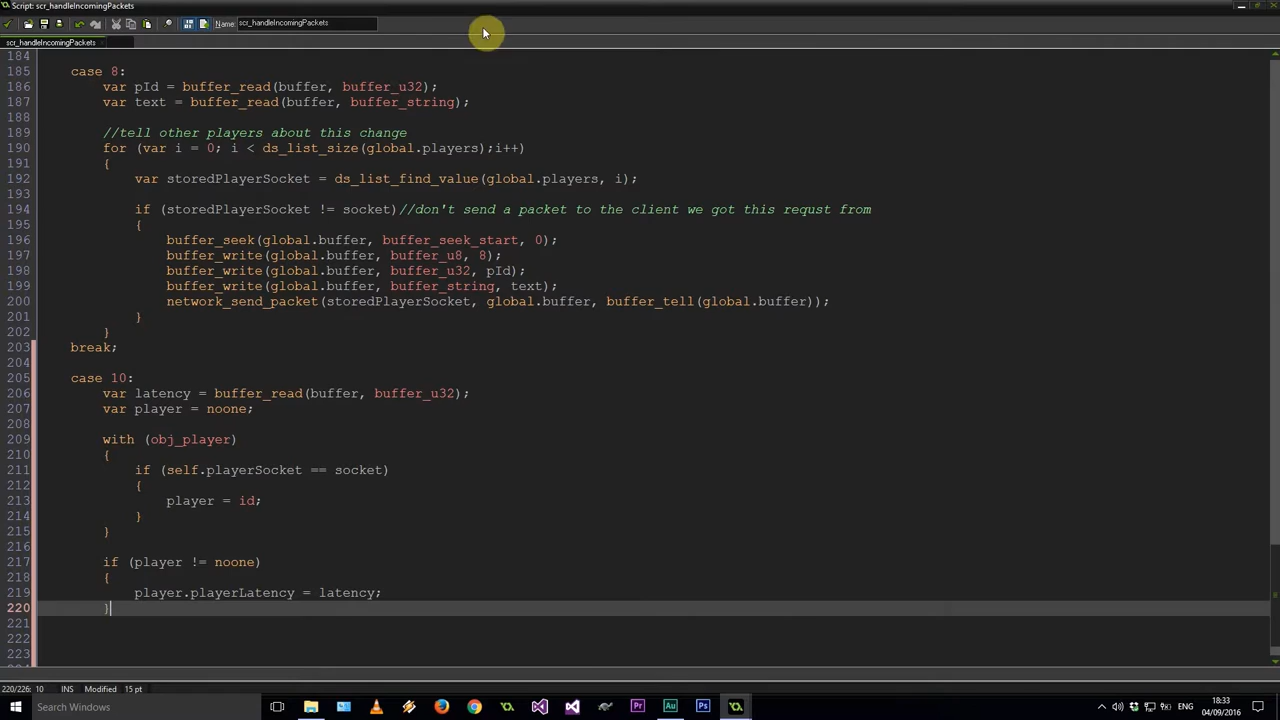 Script: scr_handleIncomingPackets
Name: scr_handleIncomingPackets
scr_handleIncomingPackets
184
185 case 8:
186 var pId = buffer_read(buffer, buffer_u32);
187 var text = buffer_read(buffer, buffer_string);
188
189 //tell other players about this change
190 for (var i = 0; i < ds_list_size(global.players);i++)
191 {
192 var storedPlayerSocket = ds_list_find_value(global.players, i);
193
194 if (storedPlayerSocket != socket)//don't send a packet to the client we got this requst from
195 {
196 buffer_seek(global.buffer, buffer_seek_start, 0);
197 buffer_write(global.buffer, buffer_u8, 8);
198 buffer_write(global.buffer, buffer_u32, pId);
199 buffer_write(global.buffer, buffer_string, text);
200 network_send_packet(storedPlayerSocket, global.buffer, buffer_tell(global.buffer));
201 }
202 }
203 break;
204
205 case 10:
206 var latency = buffer_read(buffer, buffer_u32);
207 var player = noone;
208
209 with (obj_player)
210 {
211 if (self.playerSocket == socket)
212 {
213 player = id;
214 }
215 }
216
217 if (player != noone)
218 {
219 player.playerLatency = latency;
220 }
221
222
223
224
220/226: 10 INS Modified 15 pt
Search Windows
Pr
Au
Ps
ENG
18:33
04/09/2016